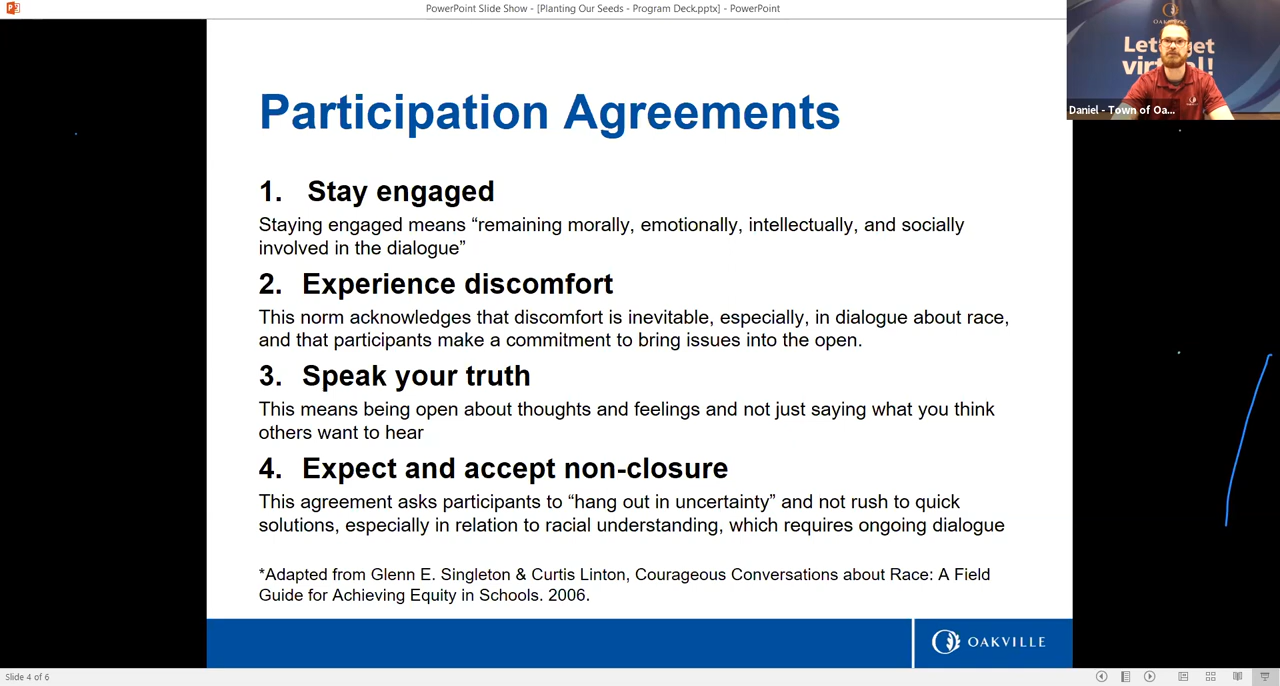 PowerPoint Slide Show - [Planting Our Seeds - Program Deck.pptx] - PowerPoint
OAKVILLE
Let's get
virtual!
Daniel - Town of Oa...
Participation Agreements
1. Stay engaged
Staying engaged means “remaining morally, emotionally, intellectually, and socially
involved in the dialogue”
2. Experience discomfort
This norm acknowledges that discomfort is inevitable, especially, in dialogue about race,
and that participants make a commitment to bring issues into the open.
3. Speak your truth
This means being open about thoughts and feelings and not just saying what you think
others want to hear
4. Expect and accept non-closure
This agreement asks participants to “hang out in uncertainty” and not rush to quick
solutions, especially in relation to racial understanding, which requires ongoing dialogue
*Adapted from Glenn E. Singleton & Curtis Linton, Courageous Conversations about Race: A Field
Guide for Achieving Equity in Schools. 2006.
OAKVILLE
Slide 4 of 6